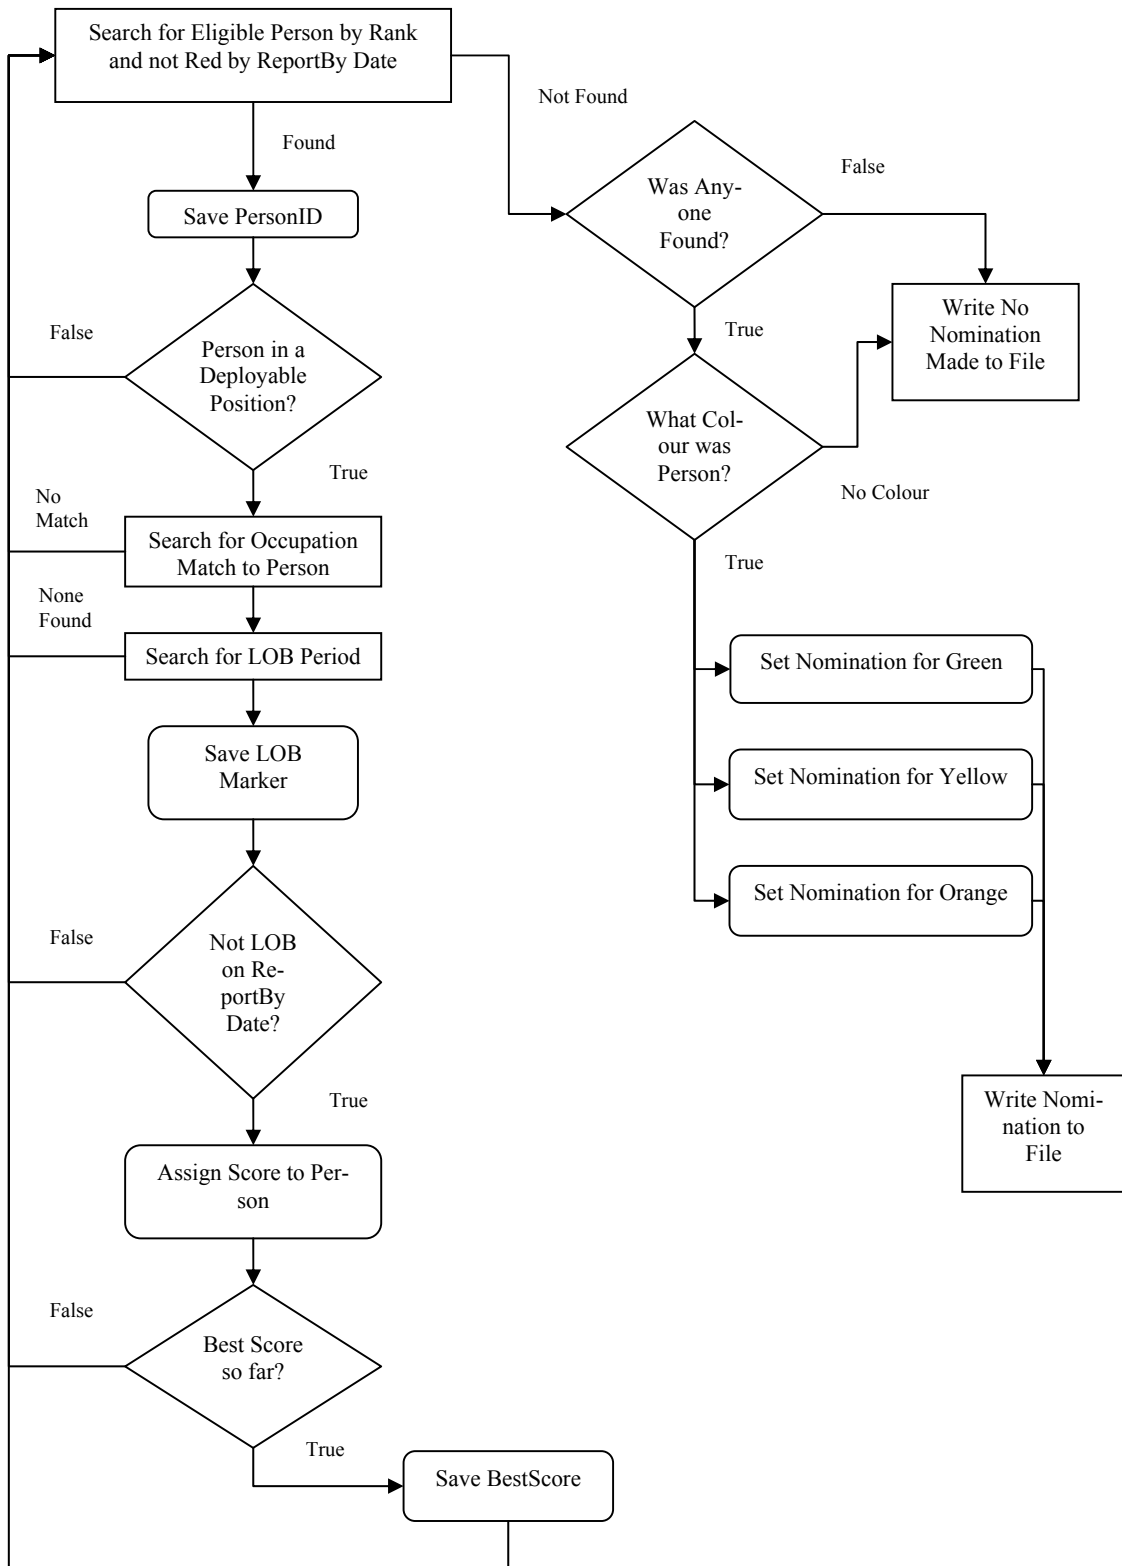 Search for Eligible Person by Rank
and not Red by ReportBy Date
Not Found
Found
Was Any-
one
Found?
False
Save PersonID
Write No
Nomination
Made to File
False
Person in a
Deployable
Position?
True
What Col-
our was
Person?
No Colour
True
No
Match
Search for Occupation
Match to Person
True
None
Found
Search for LOB Period
Set Nomination for Green
Save LOB
Marker
Set Nomination for Yellow
Set Nomination for Orange
False
Not LOB
on Re-
portBy
Date?
True
Write Nomi-
nation to
File
Assign Score to Per-
son
False
Best Score
so far?
True
Save BestScore